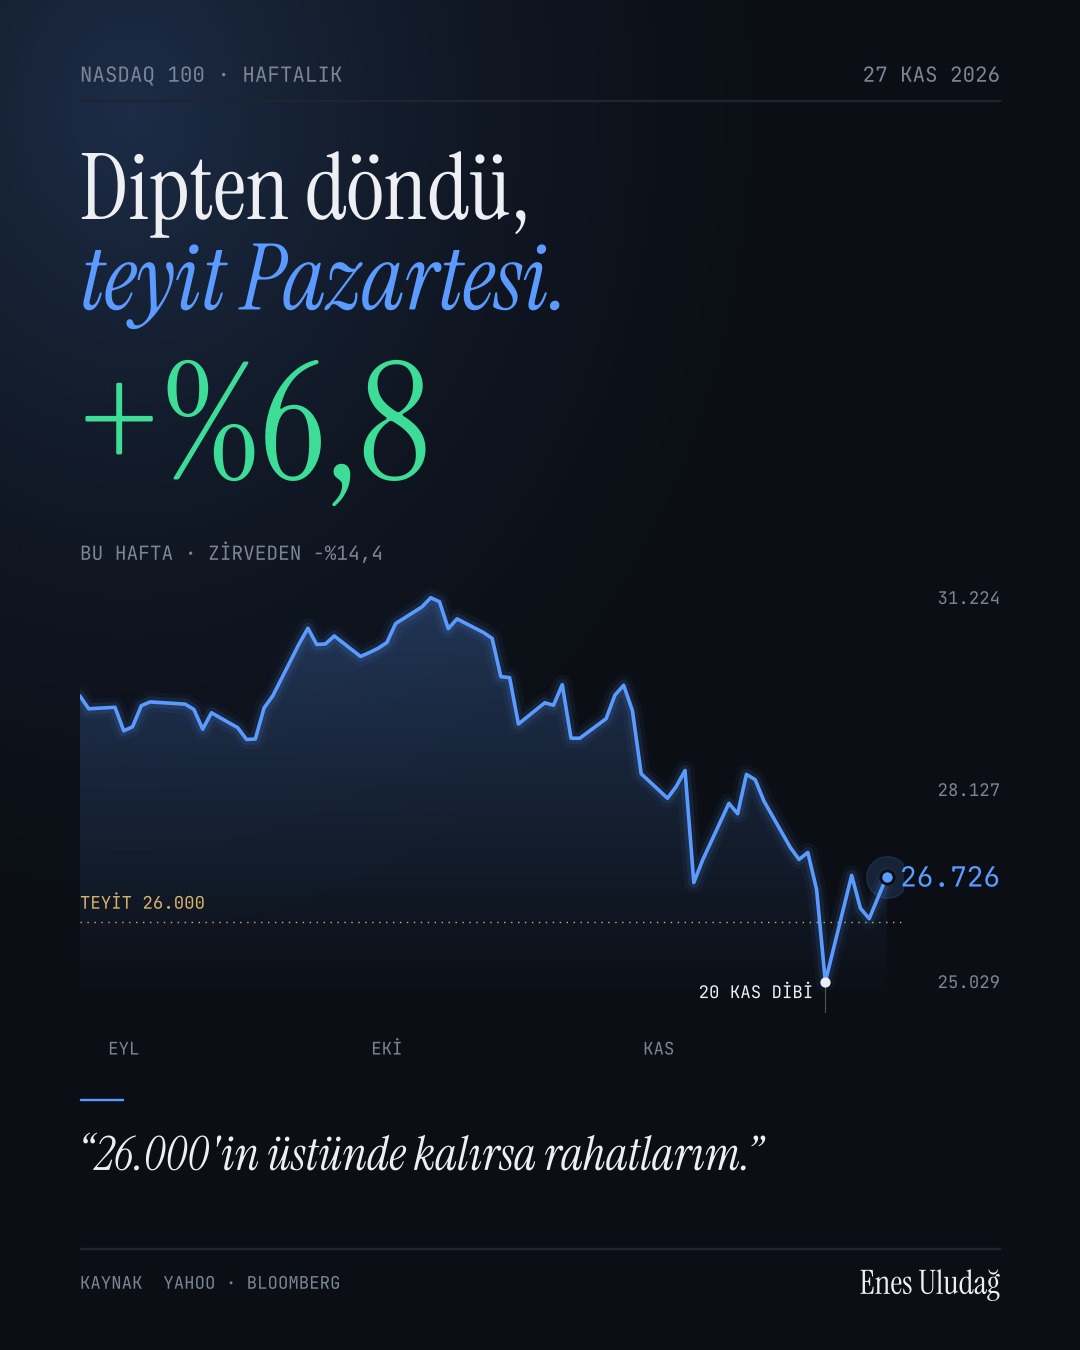 NASDAQ 100 · HAFTALIK
27 KAS 2026
Dipten döndü,
teyit Pazartesi.
+%6,8
BU HAFTA · ZİRVEDEN -%14,4
31.224
28.127
26.726
TEYİT 26.000
20 KAS DİBİ
25.029
EYL
EKİ
KAS
“26.000'in üstünde kalırsa rahatlarım.”
KAYNAK YAHOO · BLOOMBERG
Enes Uludağ